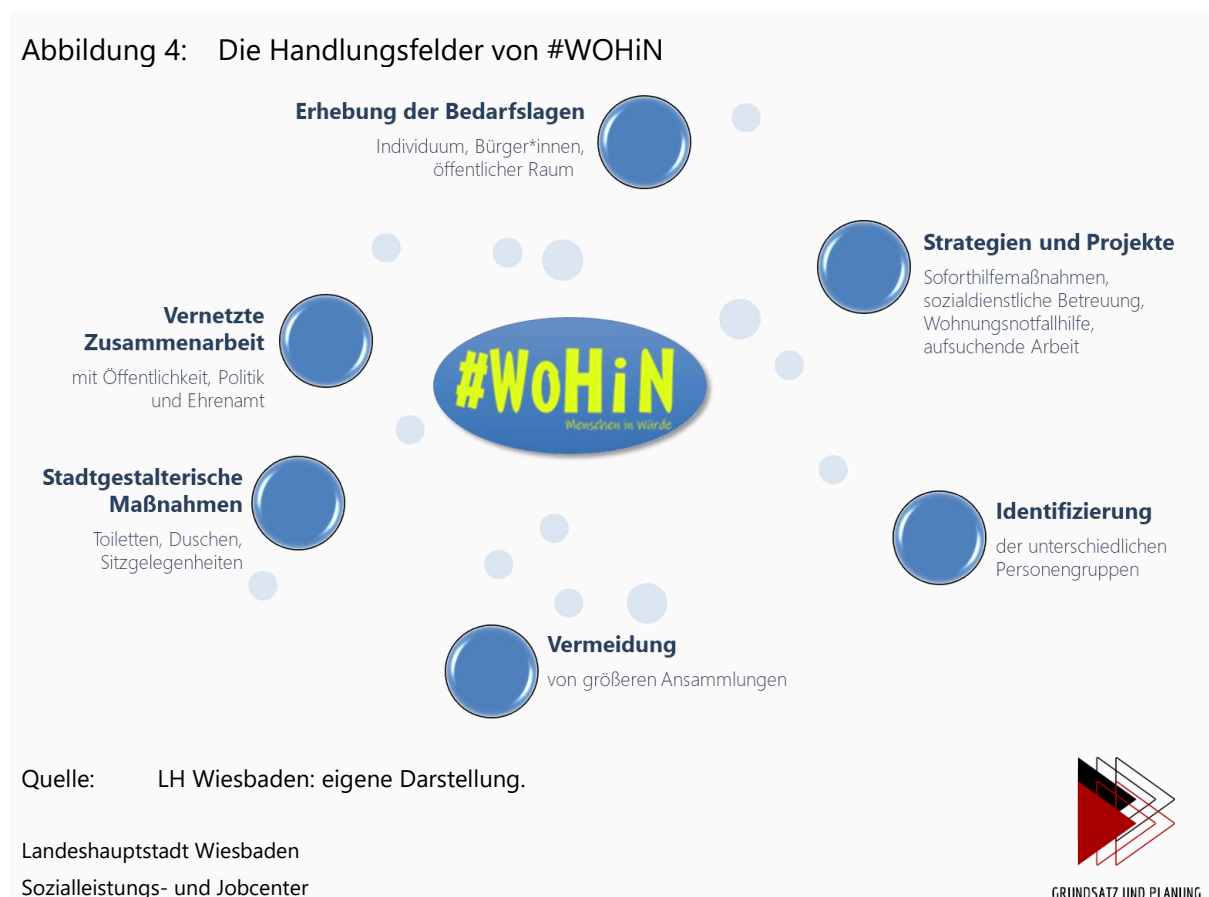 Abbildung 4: Die Handlungsfelder von #WOHiN
Erhebung der Bedarfslagen
Individuum, Bürger*innen,
öffentlicher Raum
Strategien und Projekte
Soforthilfemaßnahmen,
sozialdienstliche Betreuung,
Wohnungsnotfallhilfe,
aufsuchende Arbeit
Vernetzte
Zusammenarbeit
mit Öffentlichkeit, Politik
und Ehrenamt
#WoHiN
Menschen in Würde
Stadtgestalterische
Maßnahmen
Toiletten, Duschen,
Sitzgelegenheiten
Identifizierung
der unterschiedlichen
Personengruppen
Vermeidung
von größeren Ansammlungen
Quelle: LH Wiesbaden: eigene Darstellung.
Landeshauptstadt Wiesbaden
Sozialleistungs- und Jobcenter
GRUNDSATZ UND PLANUNG